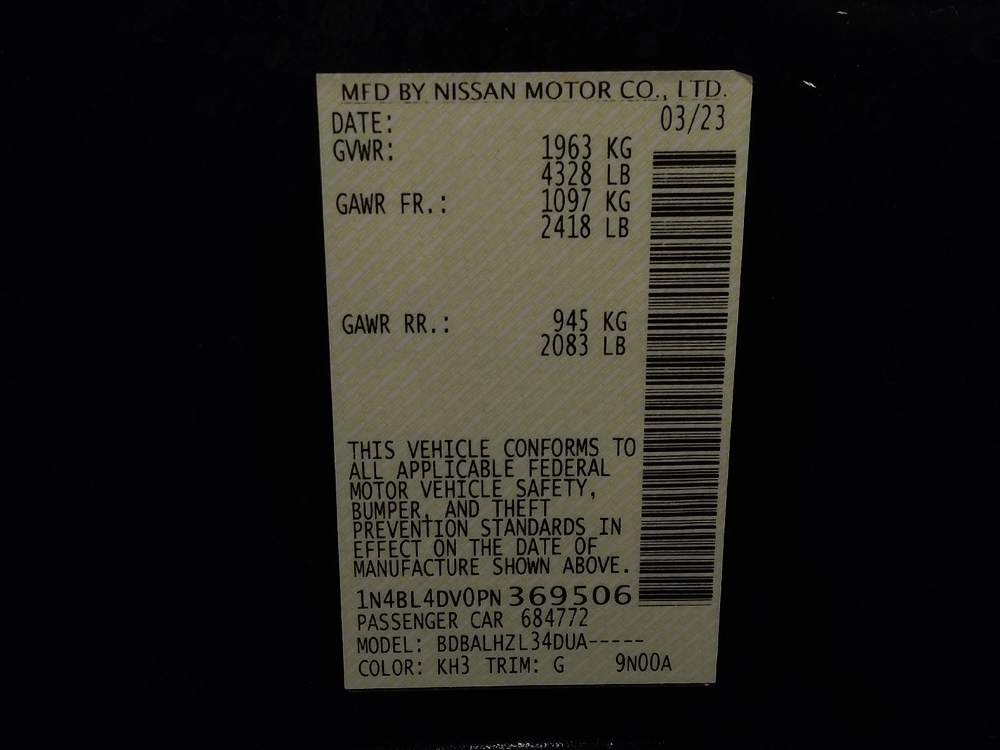 MFD BY NISSAN MOTOR CO., LTD.
DATE: 03/23
GVWR: 1963 KG
4328 LB
GAWR FR.: 1097 KG
2418 LB
GAWR RR.: 945 KG
2083 LB
THIS VEHICLE CONFORMS TO
ALL APPLICABLE FEDERAL
MOTOR VEHICLE SAFETY,
BUMPER, AND THEFT
PREVENTION STANDARDS IN
EFFECT ON THE DATE OF
MANUFACTURE SHOWN ABOVE.
1N4BL4DV0PN369506
PASSENGER CAR 684772
MODEL: BDBALHZL34DUA-----
COLOR: KH3 TRIM: G 9N00A